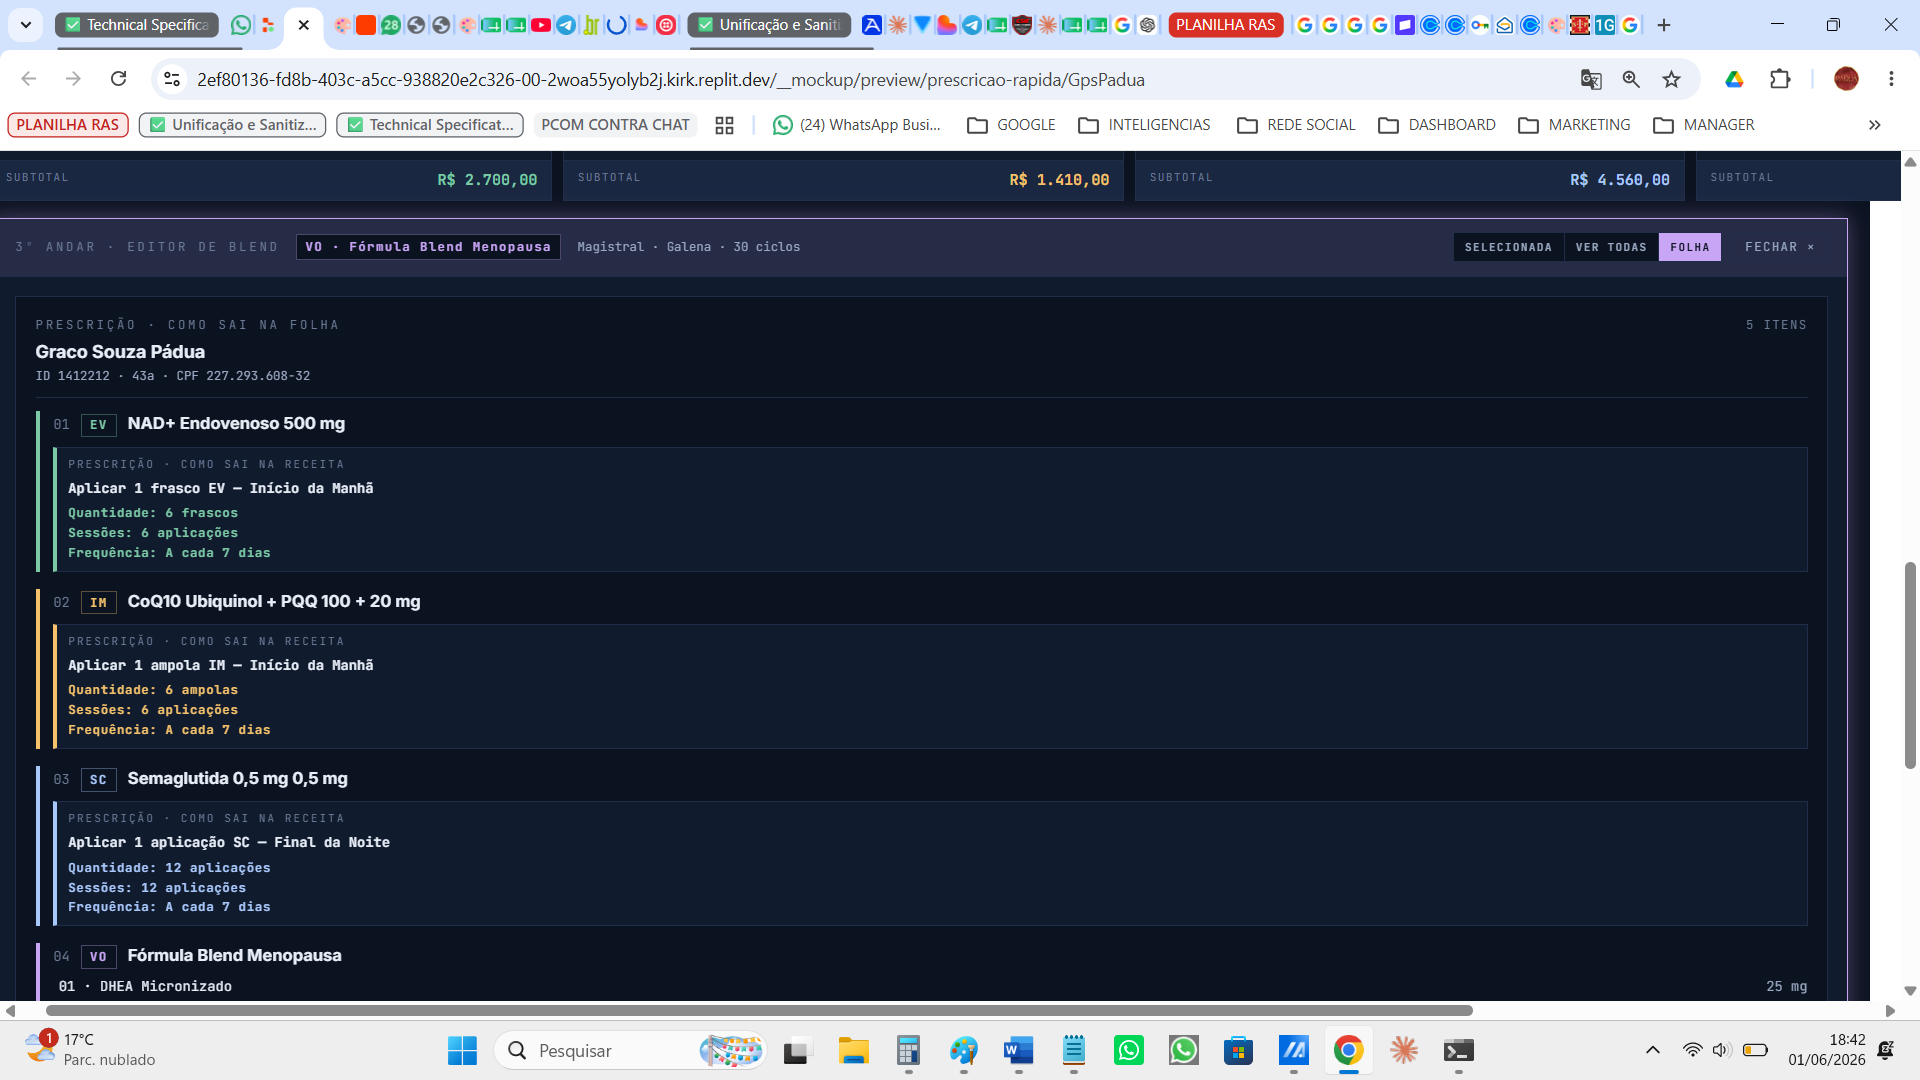 Technical Specifica
Unificação e Saniti
PLANILHA RAS
2ef80136-fd8b-403c-a5cc-938820e2c326-00-2woa55yolyb2j.kirk.replit.dev/__mockup/preview/prescricao-rapida/GpsPadua
PLANILHA RAS
Unificação e Sanitiz...
Technical Specificat...
PCOM CONTRA CHAT
(24) WhatsApp Busi...
GOOGLE
INTELIGENCIAS
REDE SOCIAL
DASHBOARD
MARKETING
MANAGER
SUBTOTAL R$ 2.700,00 SUBTOTAL R$ 1.410,00 SUBTOTAL R$ 4.560,00 SUBTOTAL
3º ANDAR · EDITOR DE BLEND VO · Fórmula Blend Menopausa Magistral · Galena · 30 ciclos SELECIONADA VER TODAS FOLHA FECHAR ×
PRESCRIÇÃO · COMO SAI NA FOLHA 5 ITENS
Graco Souza Pádua
ID 1412212 · 43a · CPF 227.293.608-32
01 EV NAD+ Endovenoso 500 mg
PRESCRIÇÃO · COMO SAI NA RECEITA
Aplicar 1 frasco EV — Início da Manhã
Quantidade: 6 frascos
Sessões: 6 aplicações
Frequência: A cada 7 dias
02 IM CoQ10 Ubiquinol + PQQ 100 + 20 mg
PRESCRIÇÃO · COMO SAI NA RECEITA
Aplicar 1 ampola IM — Início da Manhã
Quantidade: 6 ampolas
Sessões: 6 aplicações
Frequência: A cada 7 dias
03 SC Semaglutida 0,5 mg 0,5 mg
PRESCRIÇÃO · COMO SAI NA RECEITA
Aplicar 1 aplicação SC — Final da Noite
Quantidade: 12 aplicações
Sessões: 12 aplicações
Frequência: A cada 7 dias
04 VO Fórmula Blend Menopausa
01 · DHEA Micronizado 25 mg
1
17°C
Parc. nublado
Pesquisar
18:42
01/06/2026